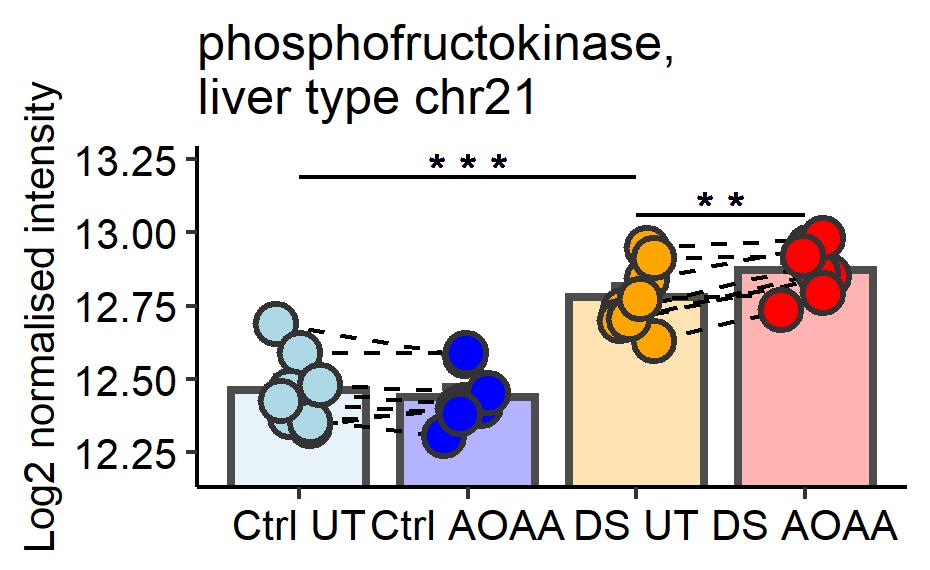 phosphofructokinase,
liver type chr21
Log2 normalised intensity
13.25
13.00
12.75
12.50
12.25
* * *
* *
Ctrl UT Ctrl AOAA DS UT DS AOAA